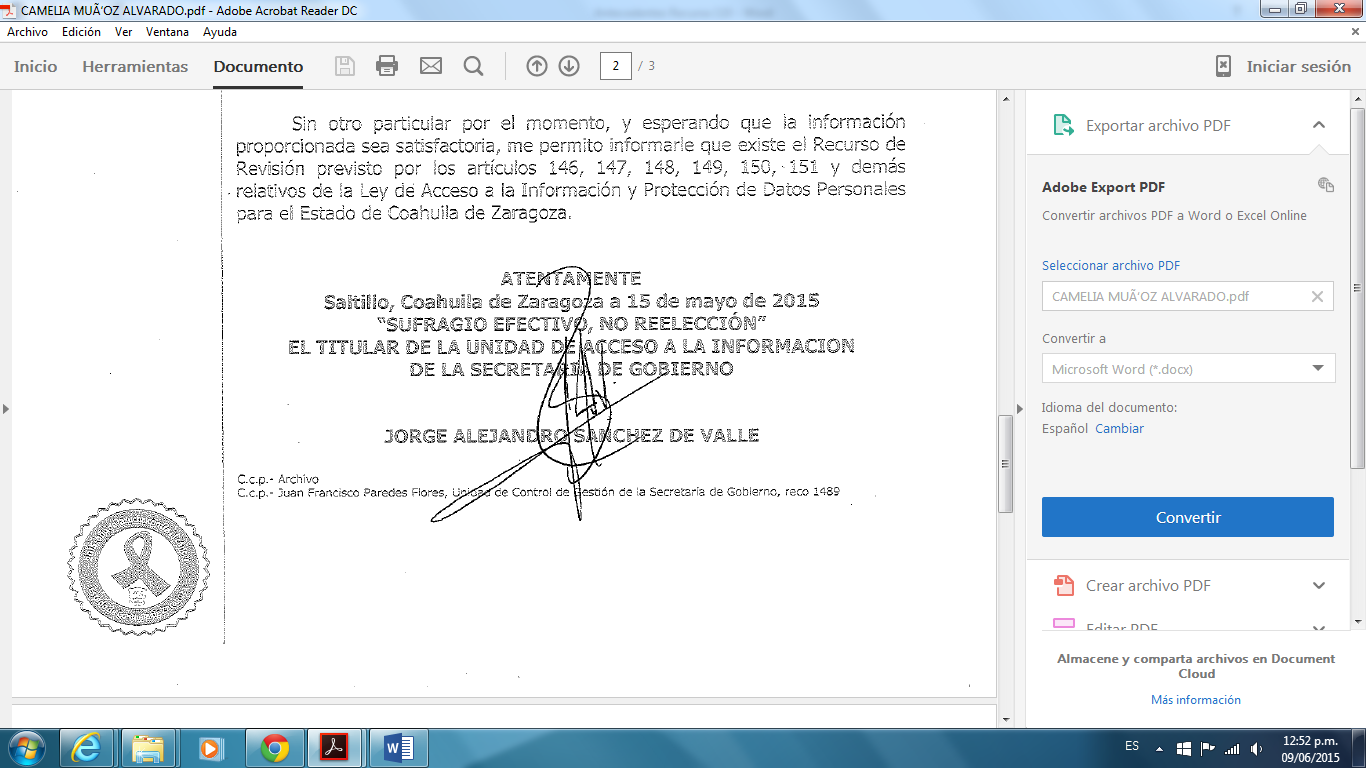 CAMELIA MUÃ‘OZ ALVARADO.pdf - Adobe Acrobat Reader DC
Archivo Edición Ver Ventana Ayuda
Inicio Herramientas Documento 2 / 3 Iniciar sesión
Sin otro particular por el momento, y esperando que la información
proporcionada sea satisfactoria, me permito informarle que existe el Recurso de
Revisión previsto por los artículos 146, 147, 148, 149, 150, 151 y demás
relativos de la Ley de Acceso a la Información y Protección de Datos Personales
para el Estado de Coahuila de Zaragoza.
ATENTAMENTE
Saltillo, Coahuila de Zaragoza a 15 de mayo de 2015
“SUFRAGIO EFECTIVO, NO REELECCIÓN”
EL TITULAR DE LA UNIDAD DE ACCESO A LA INFORMACION
DE LA SECRETARÍA DE GOBIERNO
JORGE ALEJANDRO SANCHEZ DE VALLE
C.c.p.- Archivo
C.c.p.- Juan Francisco Paredes Flores, Unidad de Control de Gestión de la Secretaría de Gobierno, raco 1489
Exportar archivo PDF
Adobe Export PDF
Convertir archivos PDF a Word o Excel Online
Seleccionar archivo PDF
CAMELIA MUÃ‘OZ ALVARADO.pdf
Convertir a
Microsoft Word (*.docx)
Idioma del documento:
Español Cambiar
Convertir
Crear archivo PDF
Editar PDF
Almacene y comparta archivos en Document
Cloud
Más información
ES
12:52 p.m.
09/06/2015